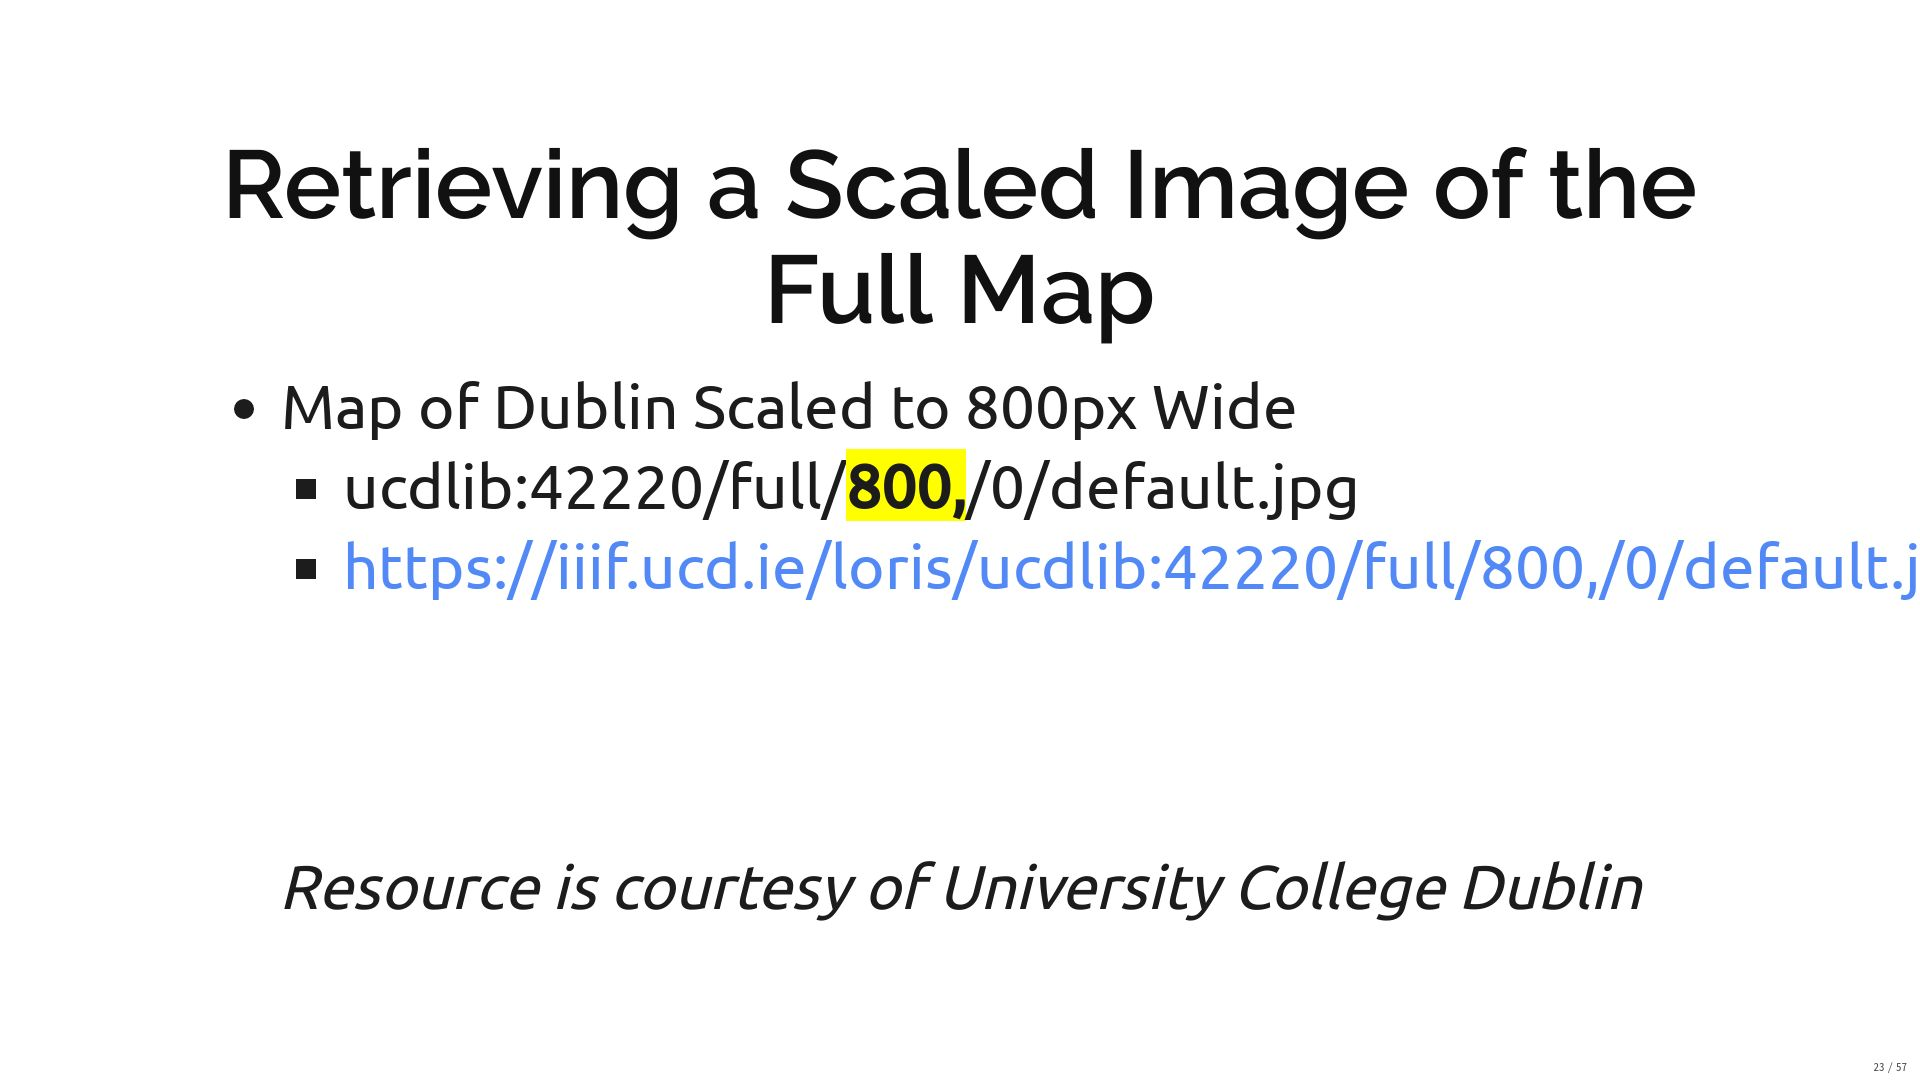 Retrieving a Scaled Image of the
Full Map
• Map of Dublin Scaled to 800px Wide
▪ ucdlib:42220/full/800,/0/default.jpg
▪ https://iiif.ucd.ie/loris/ucdlib:42220/full/800,/0/default.j
Resource is courtesy of University College Dublin
23 / 57